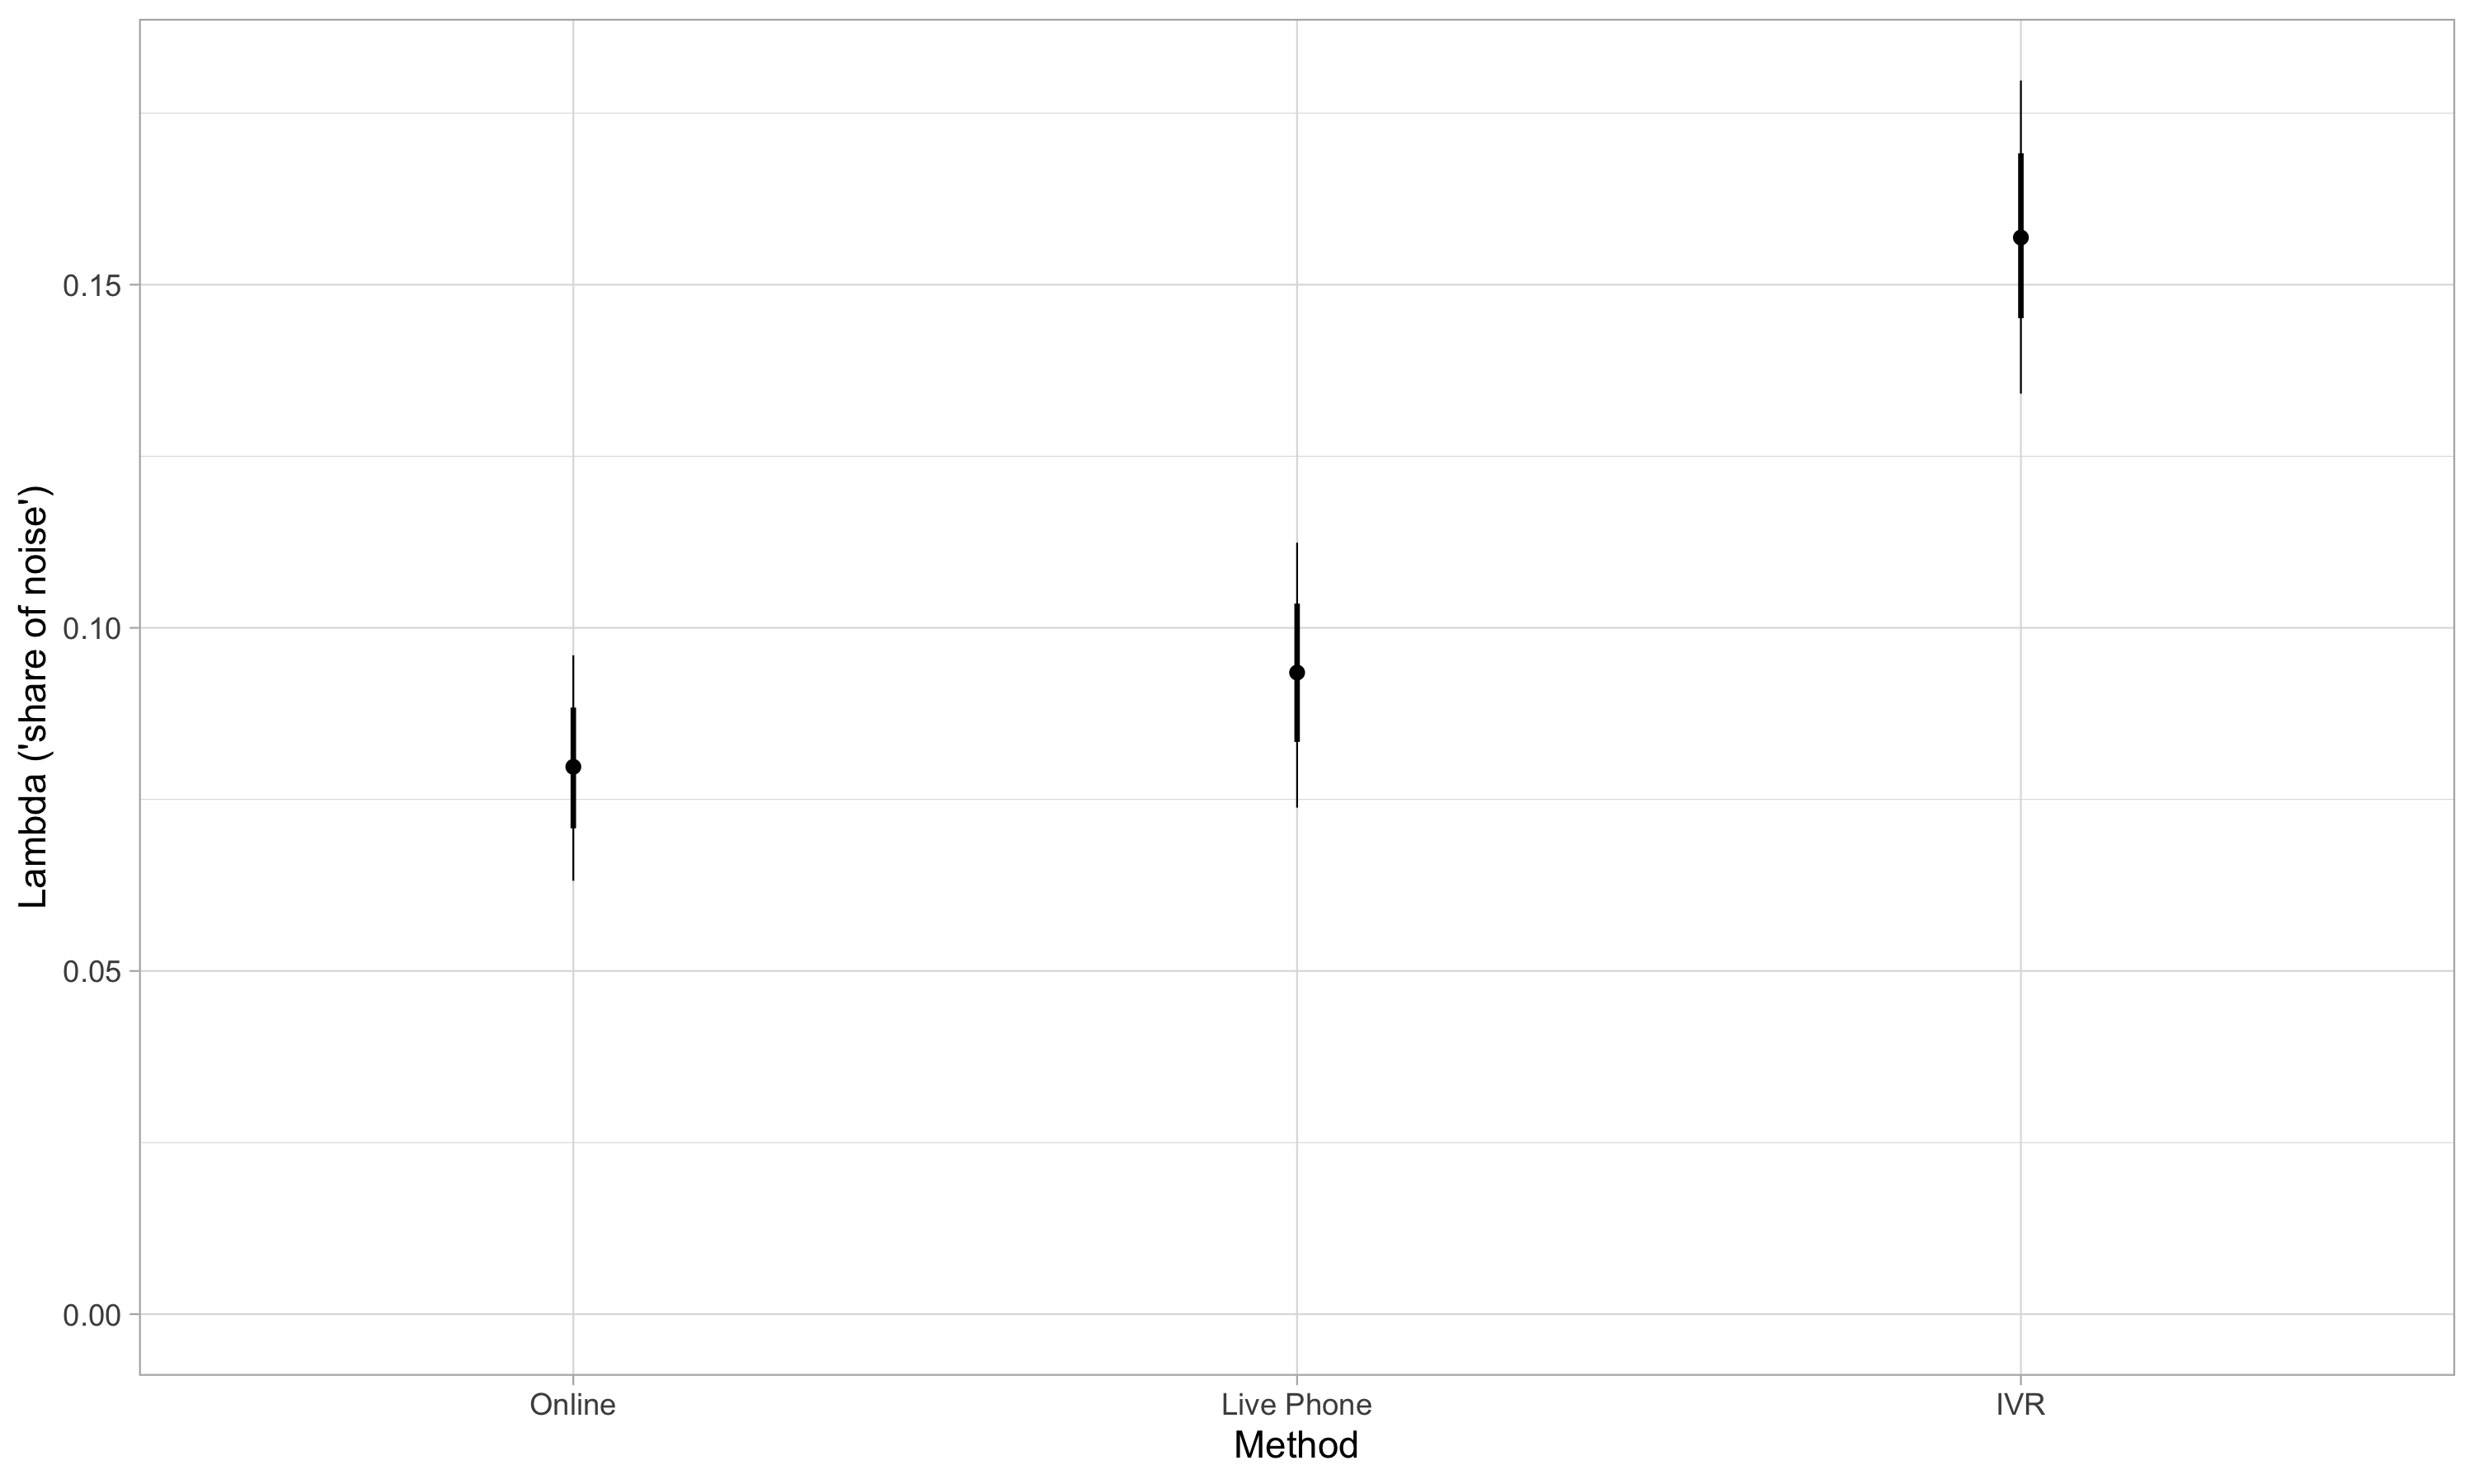 Lambda ('share of noise')
0.15
0.10
0.05
0.00
Online
Live Phone
IVR
Method